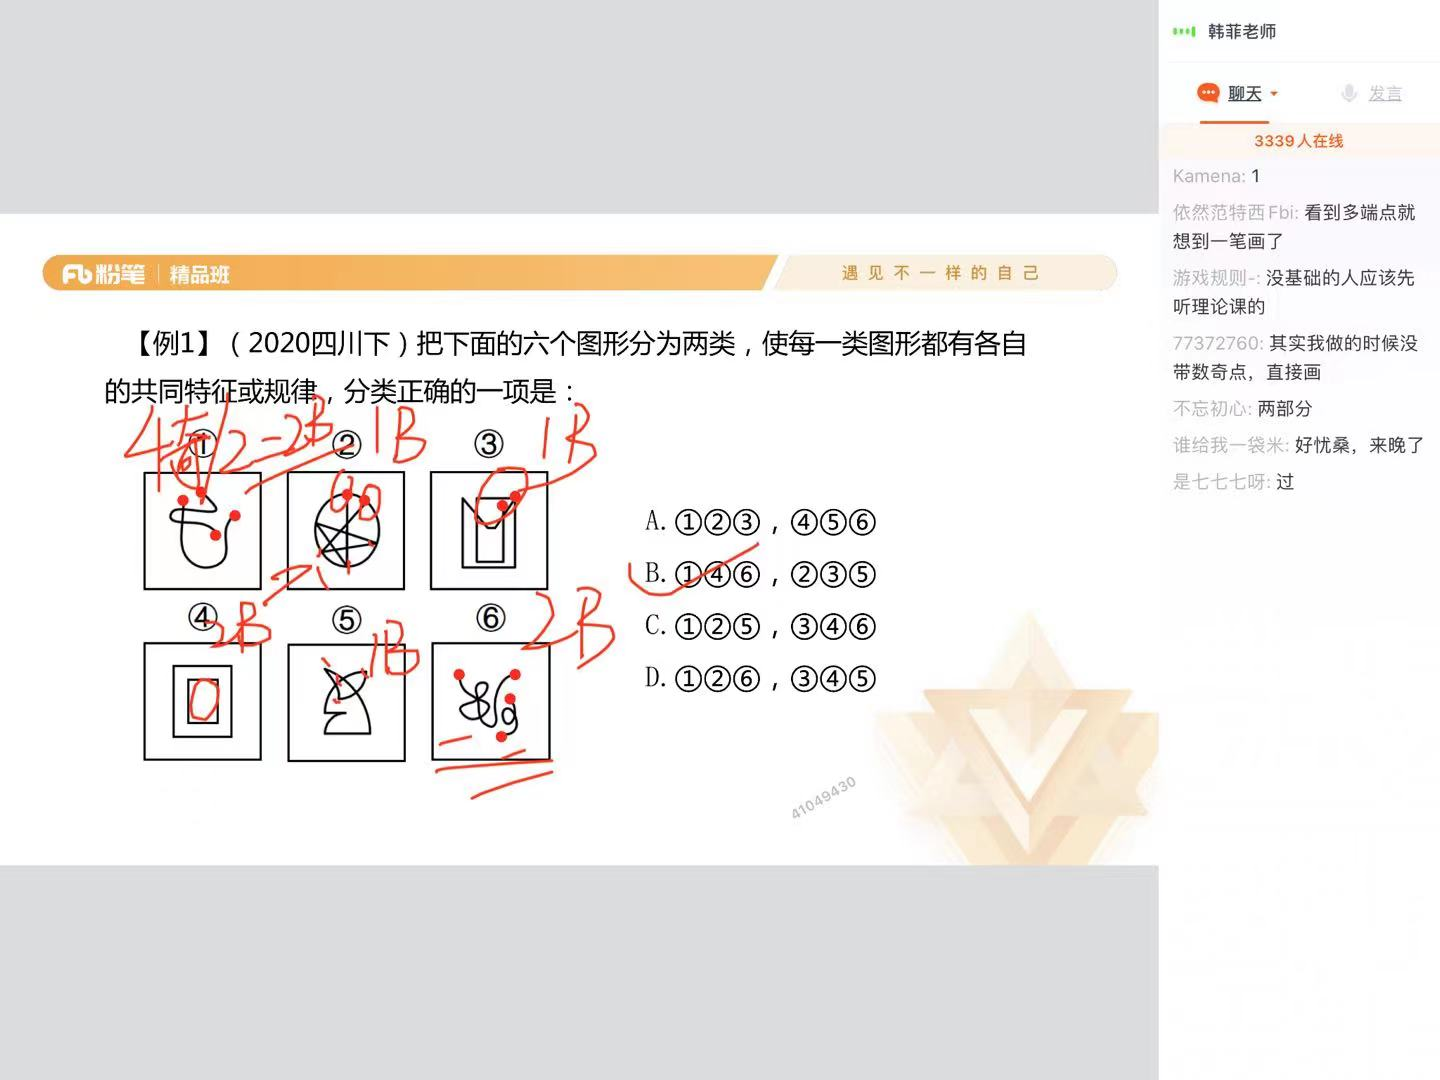 韩菲老师
聊天
发言
3339人在线
Kamena: 1
依然范特西Fbi: 看到多端点就
想到一笔画了
游戏规则-: 没基础的人应该先
听理论课的
77372760: 其实我做的时候没
带数奇点，直接画
不忘初心: 两部分
谁给我一袋米: 好忧桑，来晚了
是七七七呀: 过
粉笔 精品班
遇见不一样的自己
【例1】（2020四川下）把下面的六个图形分为两类，使每一类图形都有各自
的共同特征或规律，分类正确的一项是：
4奇/2=2B
1B
1B
① ② ③
A. ①②③，④⑤⑥
B. ①④⑥，②③⑤
C. ①②⑤，③④⑥
D. ①②⑥，③④⑤
④ ⑤ ⑥
2B
1B
2B
41049430